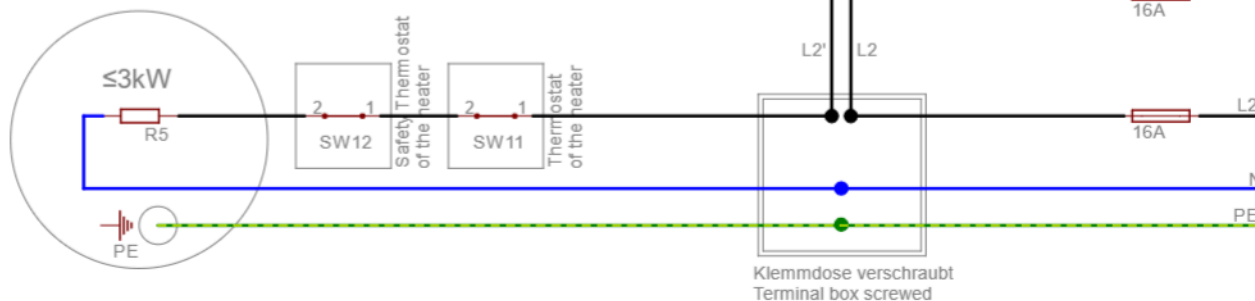 16A
L2'
L2
≤3kW
R5
2
1
SW12
Safety Thermostat
of the heater
2
1
SW11
Thermostat
of the heater
16A
L2
N
PE
PE
Klemmdose verschraubt
Terminal box screwed